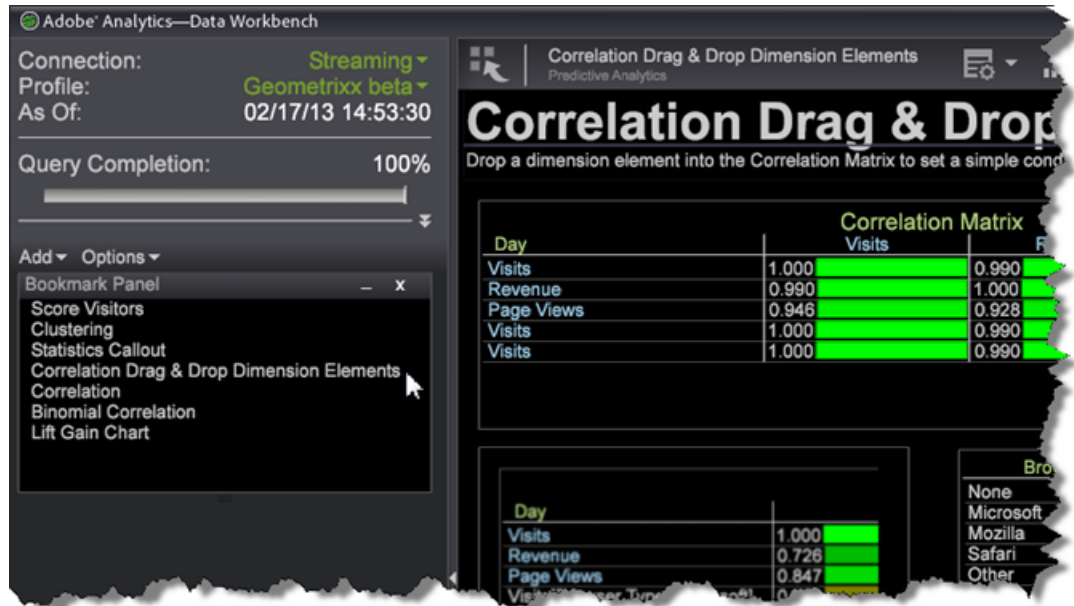 Adobe® Analytics—Data Workbench
Connection: Streaming
Profile: Geometrixx beta
As Of: 02/17/13 14:53:30
Query Completion: 100%
Add Options
Bookmark Panel _ x
Score Visitors
Clustering
Statistics Callout
Correlation Drag & Drop Dimension Elements
Correlation
Binomial Correlation
Lift Gain Chart
Correlation Drag & Drop Dimension Elements
Predictive Analytics
Correlation Drag & Drop
Drop a dimension element into the Correlation Matrix to set a simple cond
Correlation Matrix
Day Visits R
Visits 1.000 0.990
Revenue 0.990 1.000
Page Views 0.946 0.928
Visits 1.000 0.990
Visits 1.000 0.990
Day
Visits 1.000
Revenue 0.726
Page Views 0.847
Bro
None
Microsoft
Mozilla
Safari
Other